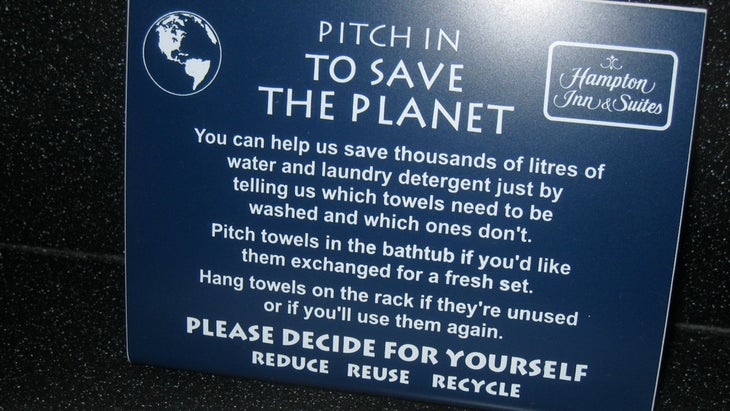 PITCH IN
TO SAVE
THE PLANET
Hampton
Inn & Suites
You can help us save thousands of litres of
water and laundry detergent just by
telling us which towels need to be
washed and which ones don't.
Pitch towels in the bathtub if you'd like
them exchanged for a fresh set.
Hang towels on the rack if they're unused
or if you'll use them again.
PLEASE DECIDE FOR YOURSELF
REDUCE REUSE RECYCLE